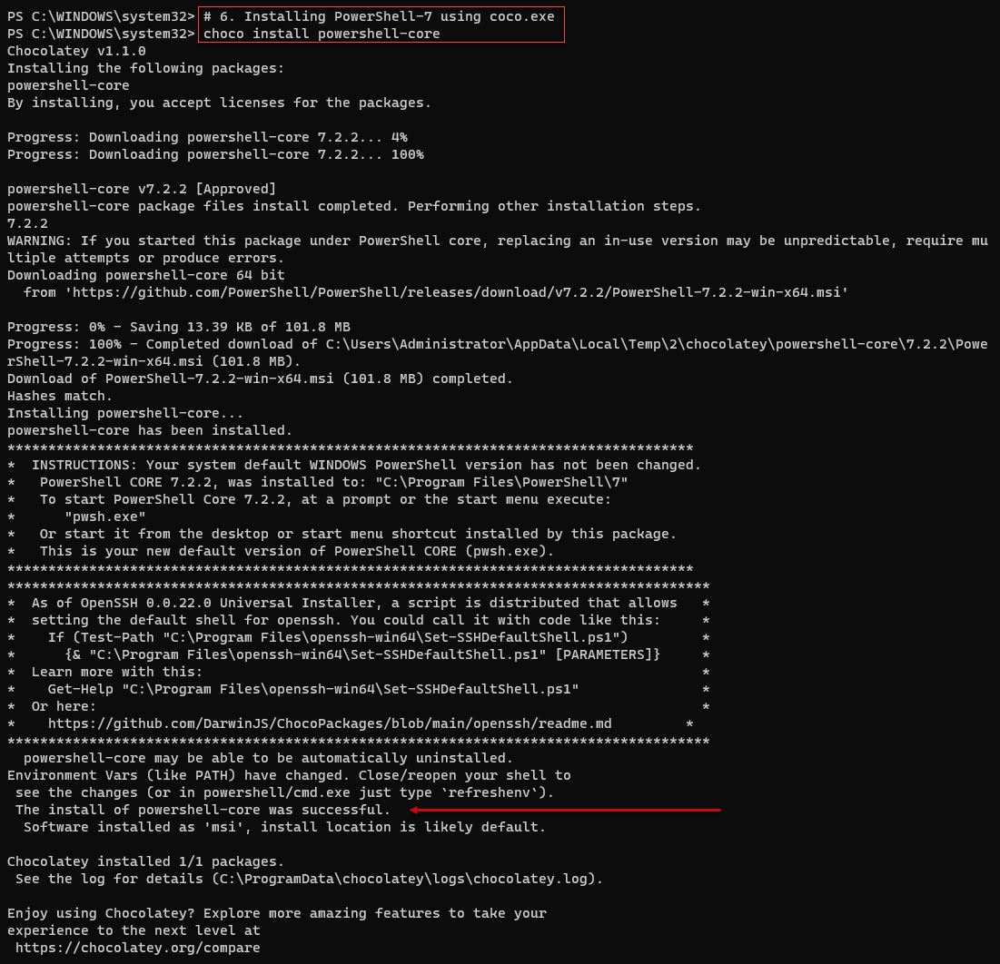 PS C:\WINDOWS\system32> # 6. Installing PowerShell-7 using coco.exe
PS C:\WINDOWS\system32> choco install powershell-core
Chocolatey v1.1.0
Installing the following packages:
powershell-core
By installing, you accept licenses for the packages.

Progress: Downloading powershell-core 7.2.2... 4%
Progress: Downloading powershell-core 7.2.2... 100%

powershell-core v7.2.2 [Approved]
powershell-core package files install completed. Performing other installation steps.
7.2.2
WARNING: If you started this package under PowerShell core, replacing an in-use version may be unpredictable, require mu
ltiple attempts or produce errors.
Downloading powershell-core 64 bit
  from 'https://github.com/PowerShell/PowerShell/releases/download/v7.2.2/PowerShell-7.2.2-win-x64.msi'

Progress: 0% - Saving 13.39 KB of 101.8 MB
Progress: 100% - Completed download of C:\Users\Administrator\AppData\Local\Temp\2\chocolatey\powershell-core\7.2.2\Powe
rShell-7.2.2-win-x64.msi (101.8 MB).
Download of PowerShell-7.2.2-win-x64.msi (101.8 MB) completed.
Hashes match.
Installing powershell-core...
powershell-core has been installed.
************************************************************************************
*  INSTRUCTIONS: Your system default WINDOWS PowerShell version has not been changed.
*   PowerShell CORE 7.2.2, was installed to: "C:\Program Files\PowerShell\7"
*   To start PowerShell Core 7.2.2, at a prompt or the start menu execute:
*      "pwsh.exe"
*   Or start it from the desktop or start menu shortcut installed by this package.
*   This is your new default version of PowerShell CORE (pwsh.exe).
************************************************************************************
**************************************************************************************
*  As of OpenSSH 0.0.22.0 Universal Installer, a script is distributed that allows   *
*  setting the default shell for openssh. You could call it with code like this:     *
*    If (Test-Path "C:\Program Files\openssh-win64\Set-SSHDefaultShell.ps1")         *
*      {& "C:\Program Files\openssh-win64\Set-SSHDefaultShell.ps1" [PARAMETERS]}     *
*  Learn more with this:                                                             *
*    Get-Help "C:\Program Files\openssh-win64\Set-SSHDefaultShell.ps1"               *
*  Or here:                                                                          *
*    https://github.com/DarwinJS/ChocoPackages/blob/main/openssh/readme.md         *
**************************************************************************************
  powershell-core may be able to be automatically uninstalled.
Environment Vars (like PATH) have changed. Close/reopen your shell to
 see the changes (or in powershell/cmd.exe just type `refreshenv`).
 The install of powershell-core was successful.
  Software installed as 'msi', install location is likely default.

Chocolatey installed 1/1 packages.
 See the log for details (C:\ProgramData\chocolatey\logs\chocolatey.log).

Enjoy using Chocolatey? Explore more amazing features to take your
experience to the next level at
 https://chocolatey.org/compare